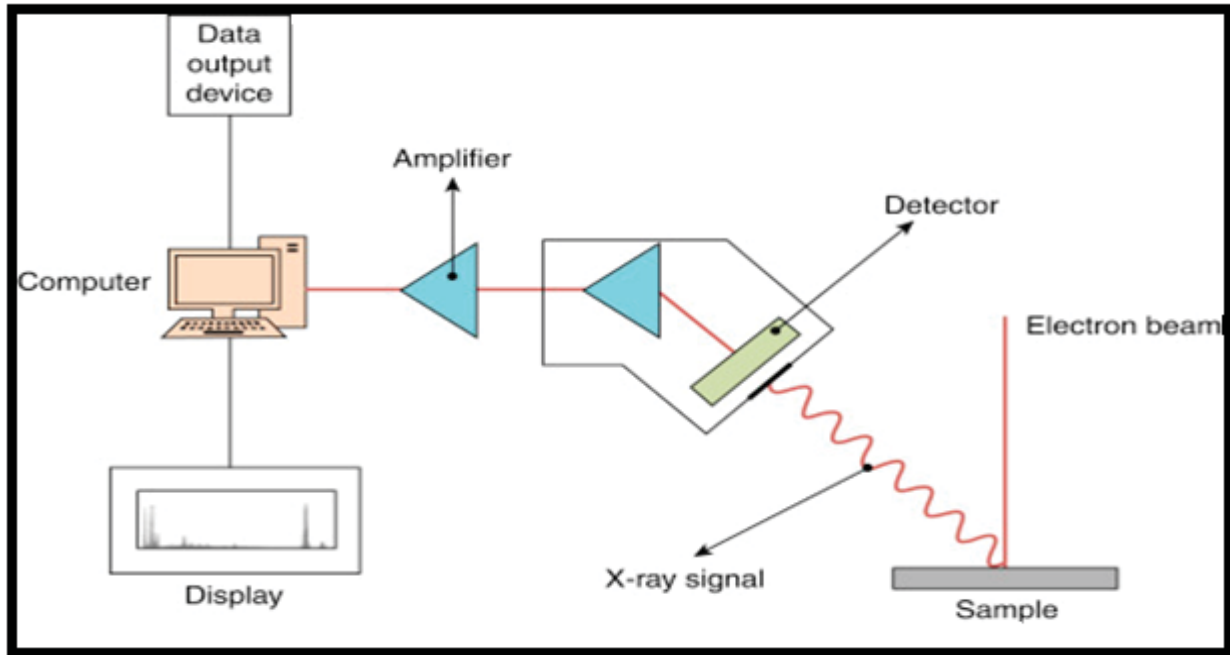 Data
output
device
Amplifier
Detector
Computer
Electron beam
X-ray signal
Display
Sample